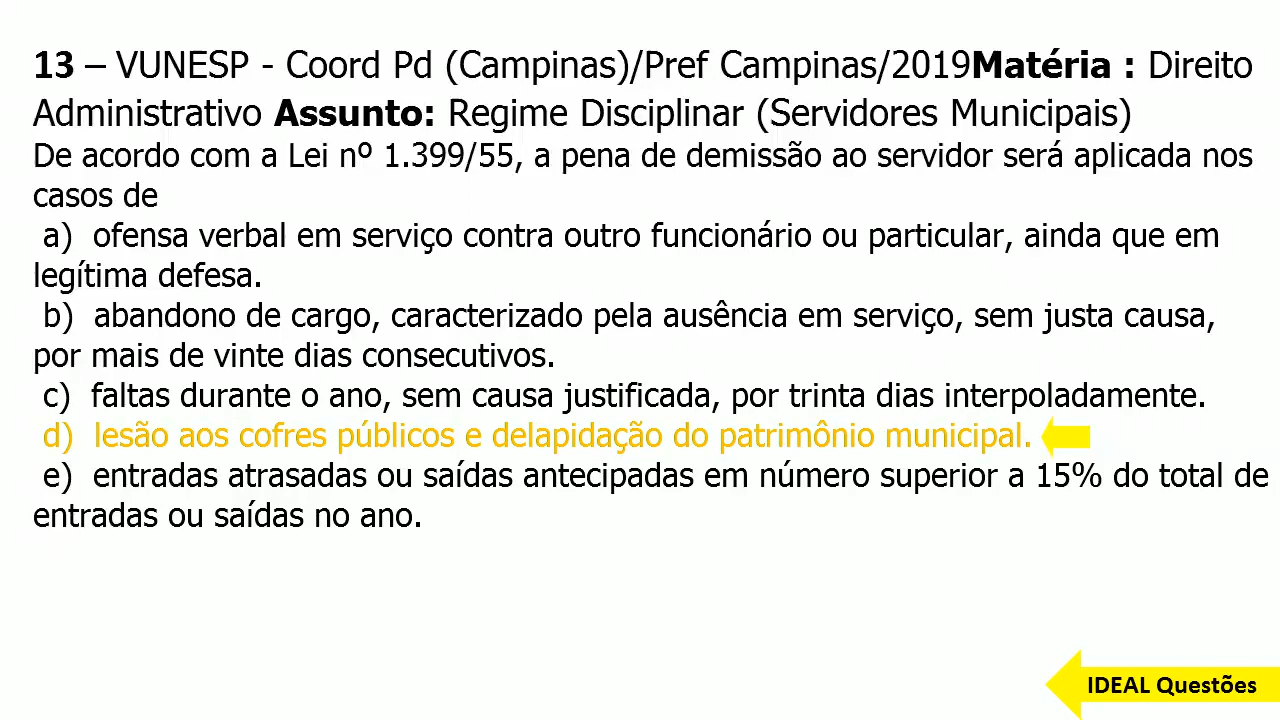 13 – VUNESP - Coord Pd (Campinas)/Pref Campinas/2019Matéria : Direito
Administrativo Assunto: Regime Disciplinar (Servidores Municipais)
De acordo com a Lei nº 1.399/55, a pena de demissão ao servidor será aplicada nos
casos de
a) ofensa verbal em serviço contra outro funcionário ou particular, ainda que em
legítima defesa.
b) abandono de cargo, caracterizado pela ausência em serviço, sem justa causa,
por mais de vinte dias consecutivos.
c) faltas durante o ano, sem causa justificada, por trinta dias interpoladamente.
d) lesão aos cofres públicos e delapidação do patrimônio municipal.
e) entradas atrasadas ou saídas antecipadas em número superior a 15% do total de
entradas ou saídas no ano.
IDEAL Questões